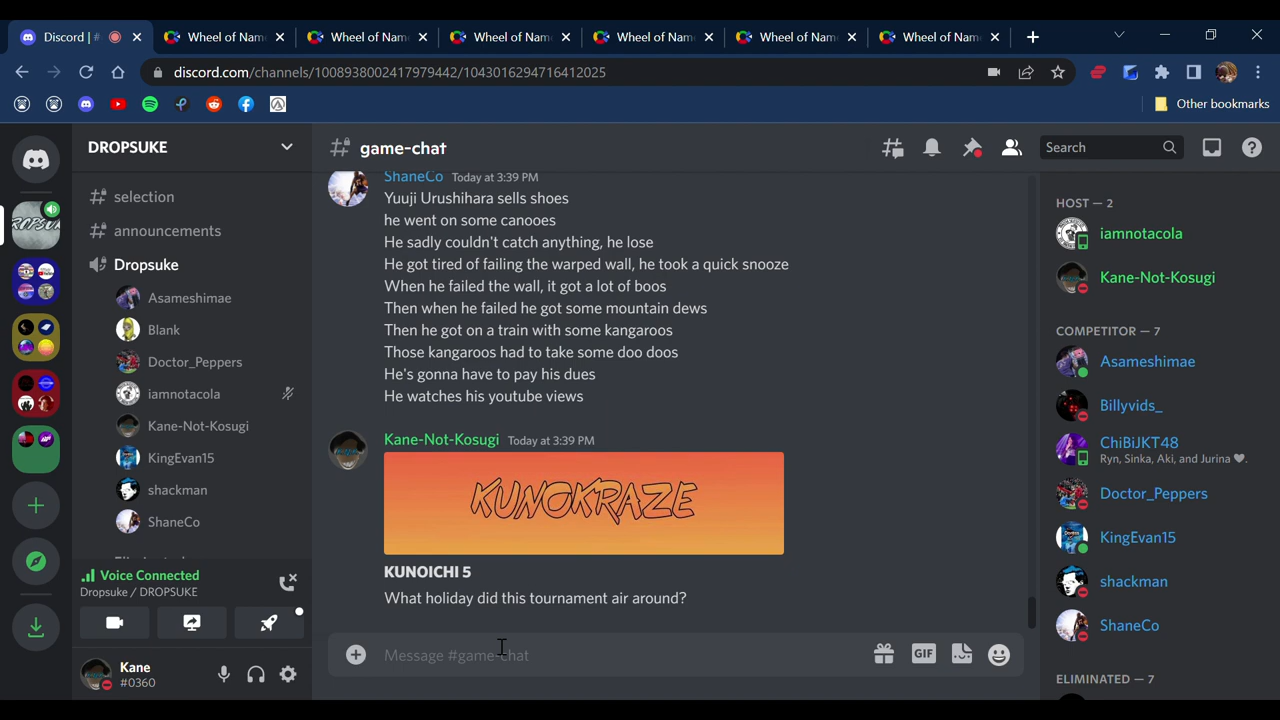 Discord | #
Wheel of Nam
Wheel of Nam
Wheel of Nam
Wheel of Nam
Wheel of Nam
Wheel of Nam
discord.com/channels/1008938002417979442/1043016294716412025
Other bookmarks
DROPSUKE
selection
announcements
Dropsuke
Asameshimae
Blank
Doctor_Peppers
iamnotacola
Kane-Not-Kosugi
KingEvan15
shackman
ShaneCo
Voice Connected
Dropsuke / DROPSUKE
Kane
#0360
game-chat
Search
ShaneCo Today at 3:39 PM
Yuuji Urushihara sells shoes
he went on some canooes
He sadly couldn't catch anything, he lose
He got tired of failing the warped wall, he took a quick snooze
When he failed the wall, it got a lot of boos
Then when he failed he got some mountain dews
Then he got on a train with some kangaroos
Those kangaroos had to take some doo doos
He's gonna have to pay his dues
He watches his youtube views
Kane-Not-Kosugi Today at 3:39 PM
KUNOKRAZE
KUNOICHI 5
What holiday did this tournament air around?
Message #game-chat
GIF
HOST — 2
iamnotacola
Kane-Not-Kosugi
COMPETITOR — 7
Asameshimae
Billyvids_
ChiBiJKT48
Ryn, Sinka, Aki, and Jurina
Doctor_Peppers
KingEvan15
shackman
ShaneCo
ELIMINATED — 7